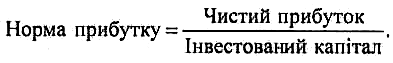 Норма прибутку = Чистий прибуток
Інвестований капітал.